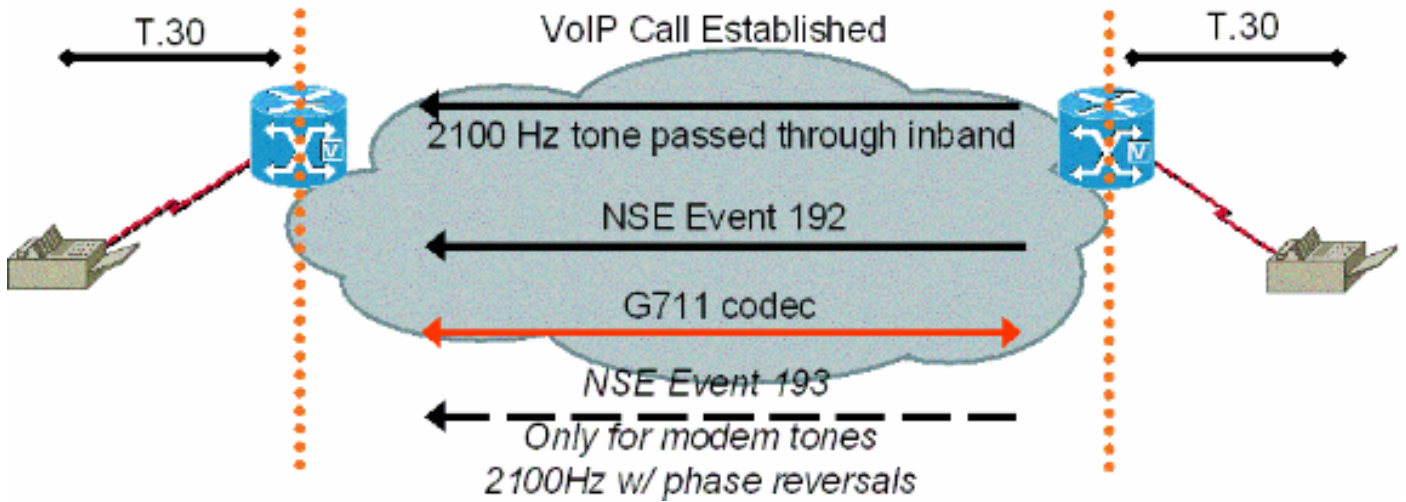 T.30
VoIP Call Established
T.30
2100 Hz tone passed through inband
V
V
NSE Event 192
G711 codec
NSE Event 193
Only for modem tones
2100Hz w/ phase reversals